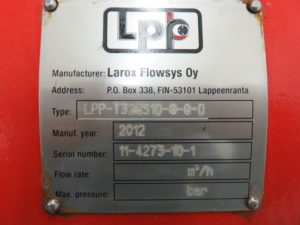 LPP
Manufacturer: Larox Flowsys Oy
Address: P.O. Box 338, FIN-53101 Lappeenranta
Type:
Manuf. year: 2012
Serial number: 11-4273-10-1
Flow rate: m³/h
Max. pressure: bar